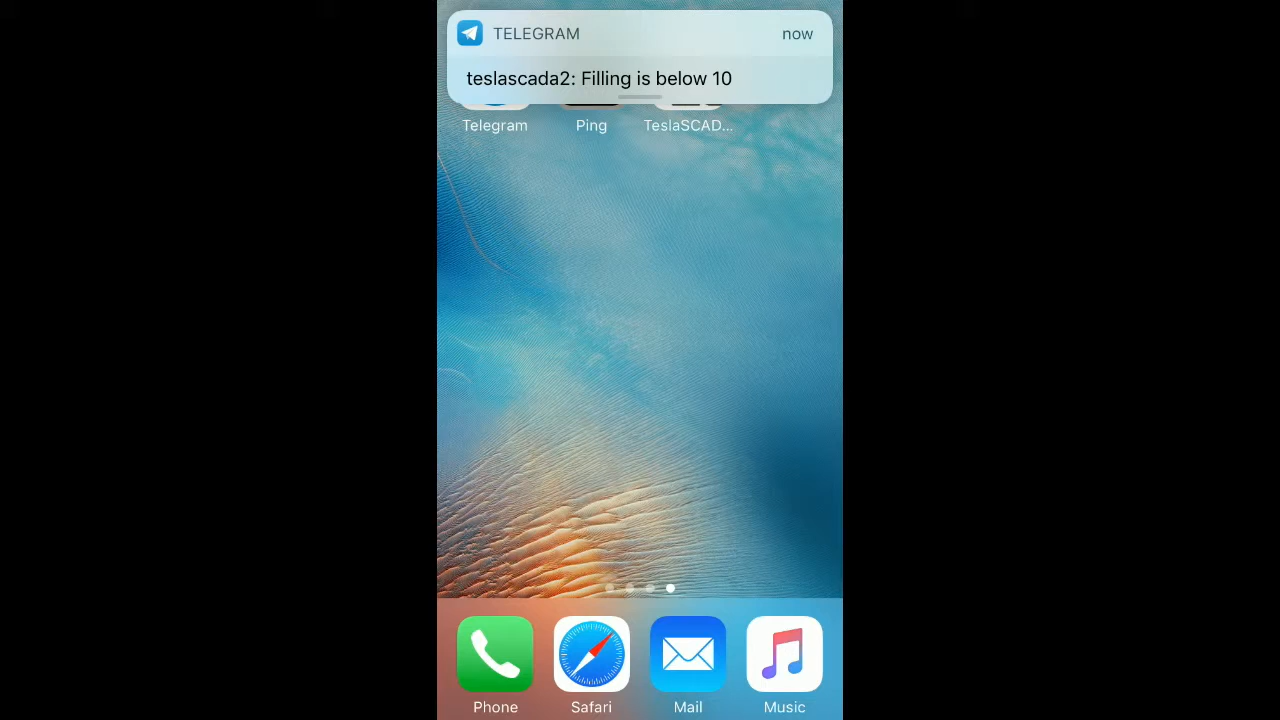 TELEGRAM now
teslascada2: Filling is below 10
Telegram Ping TeslaSCAD...
Phone Safari Mail Music